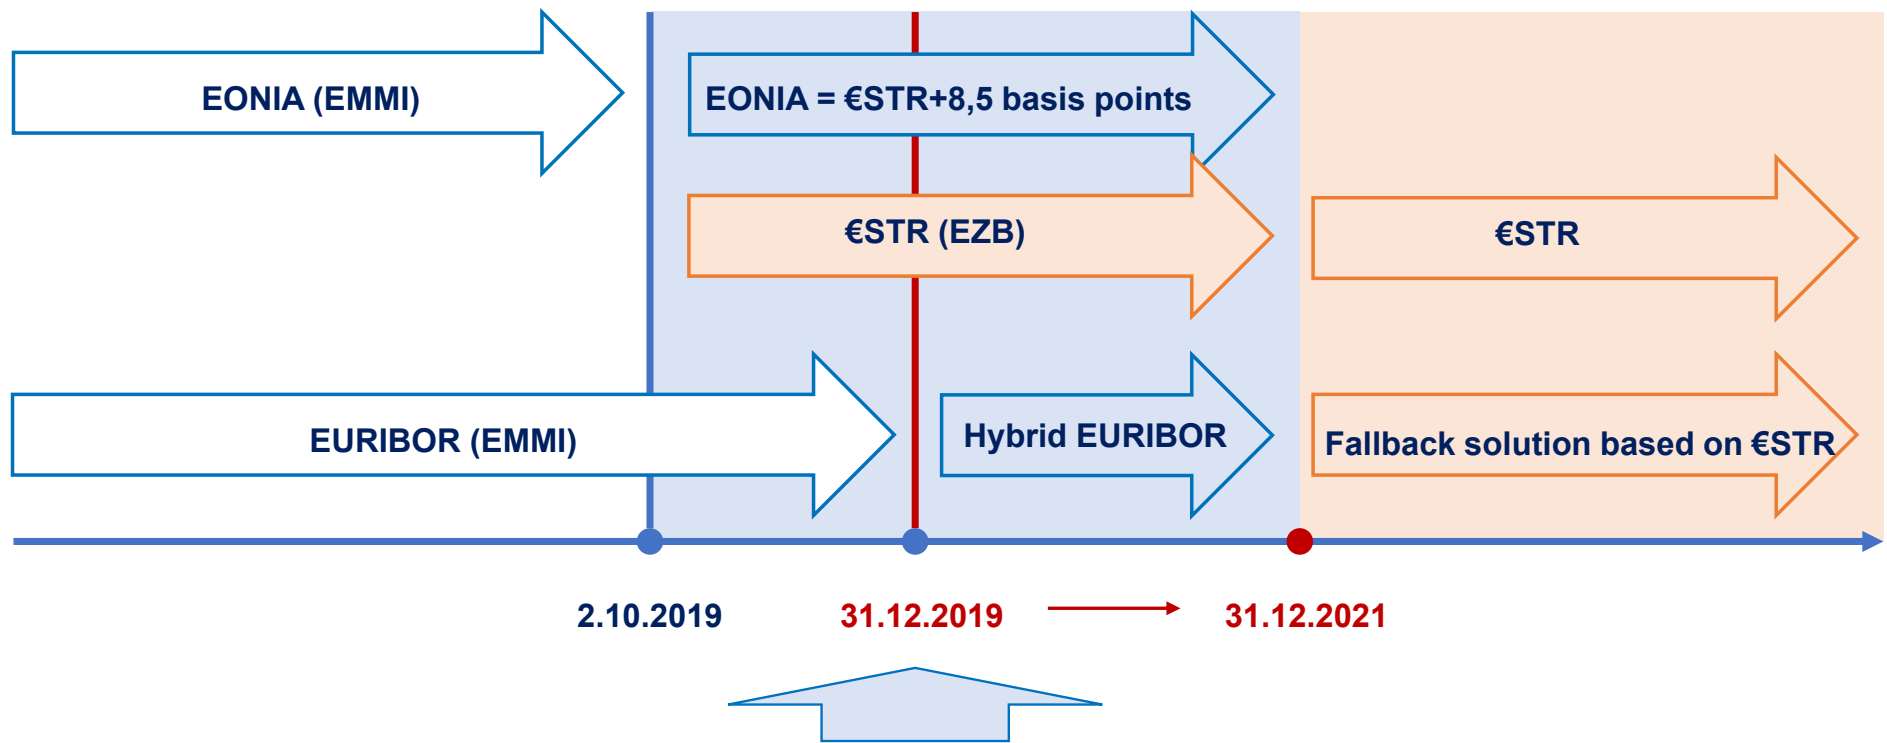 EONIA (EMMI)
EONIA = €STR+8,5 basis points
€STR (EZB)
€STR
EURIBOR (EMMI)
Hybrid EURIBOR
Fallback solution based on €STR
2.10.2019
31.12.2019
31.12.2021